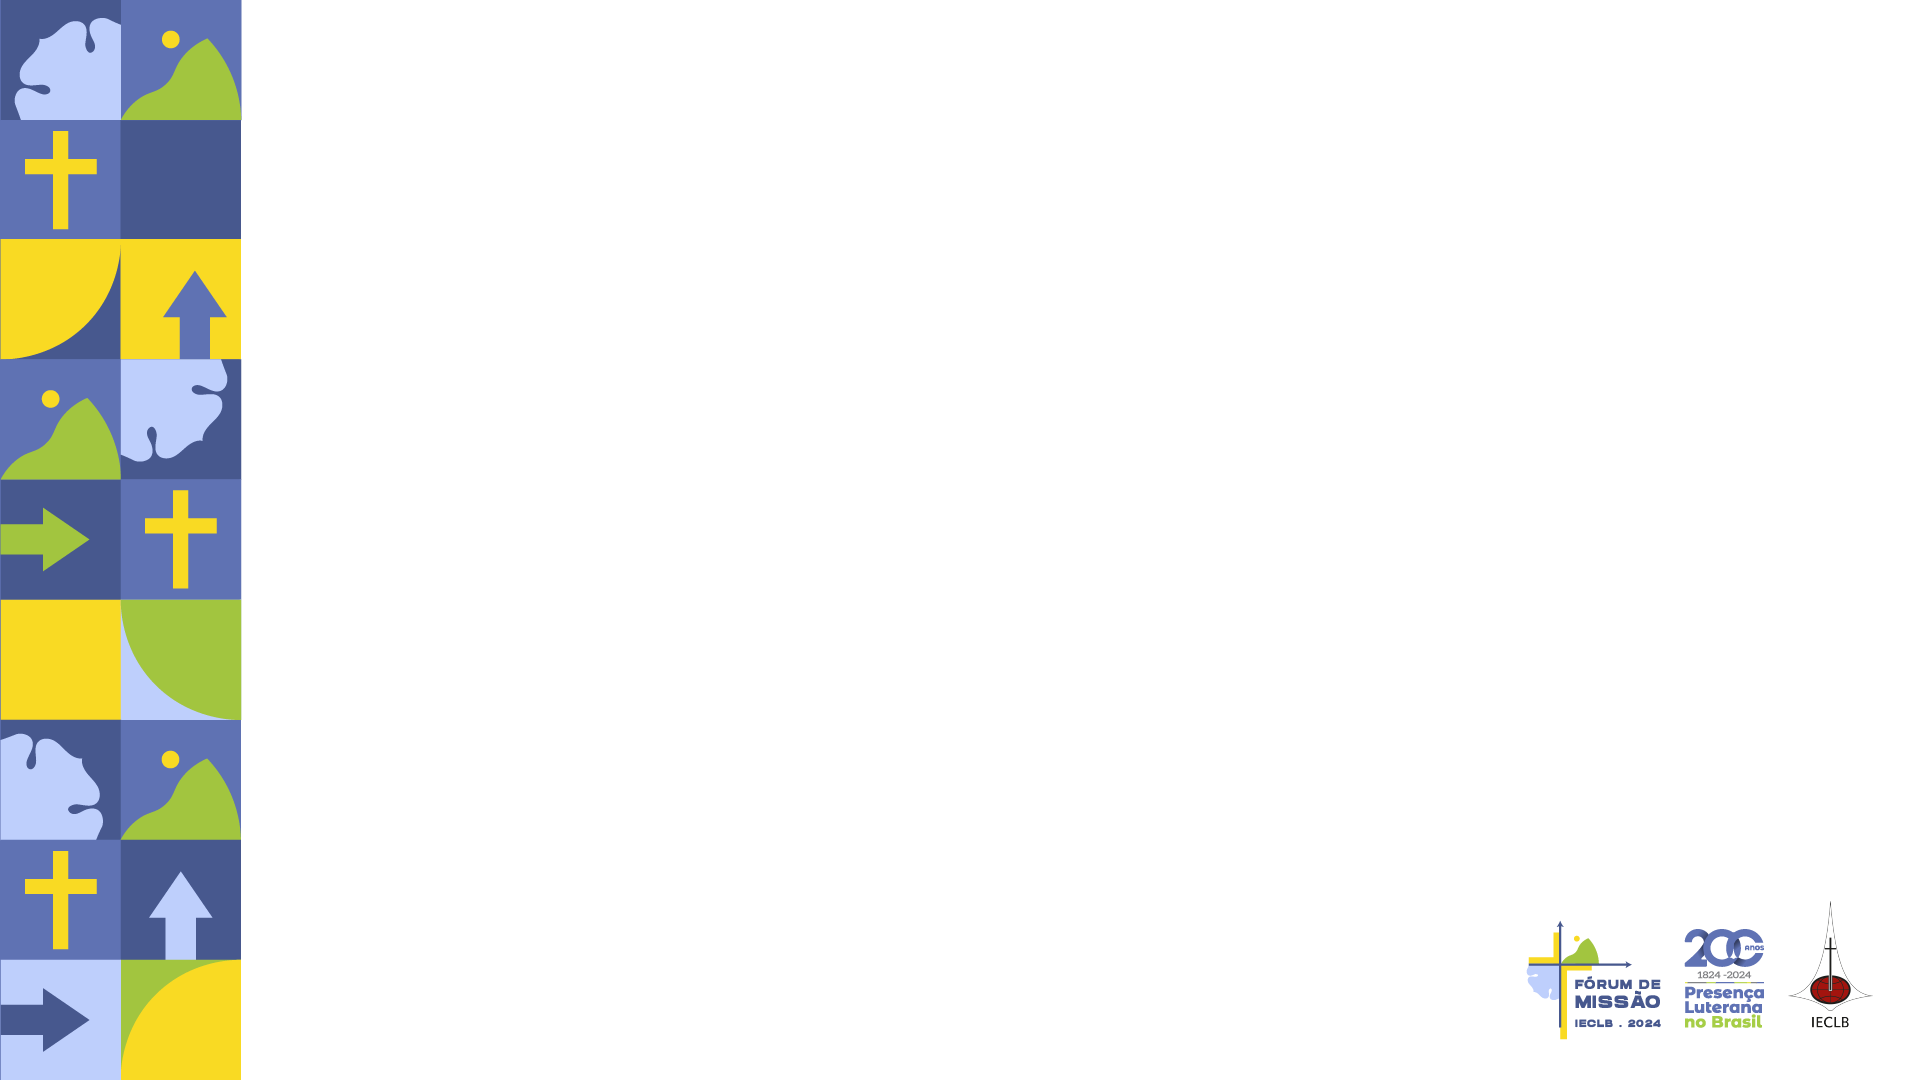 FÓRUM DE
MISSÃO
IECLB . 2024
200 anos
1824 -2024
Presença
Luterana
no Brasil
IECLB